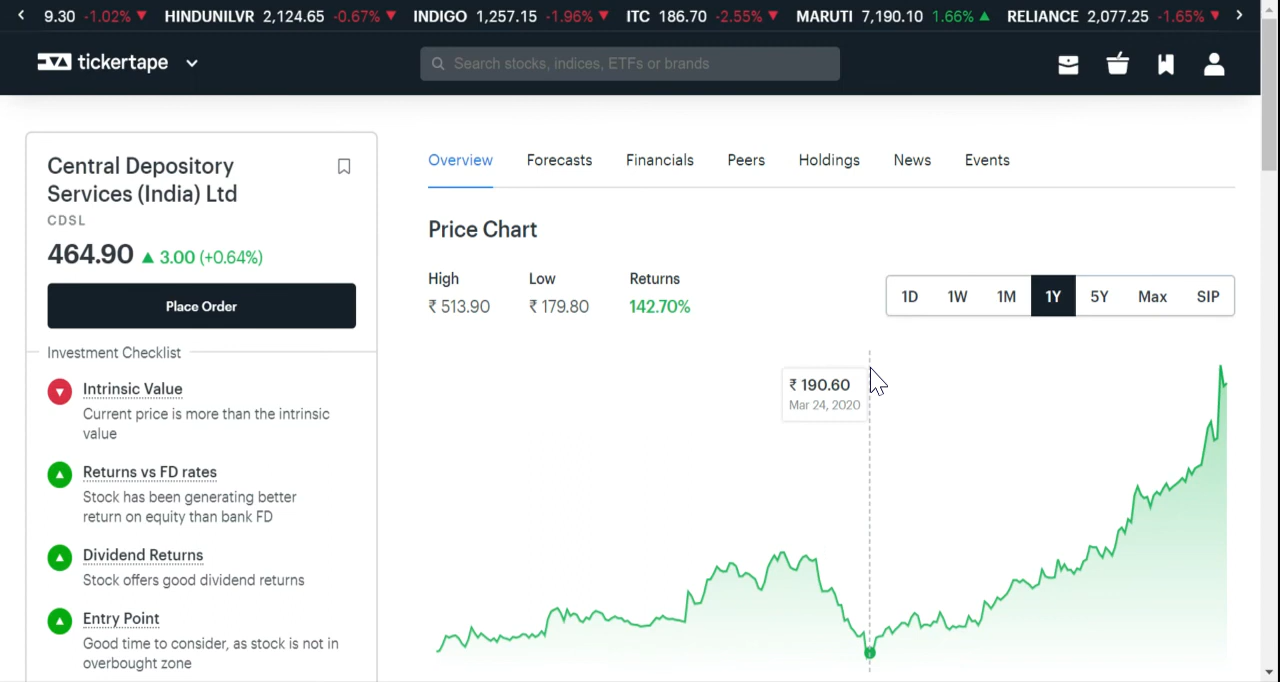 9.30 -1.02% ▼ HINDUNILVR 2,124.65 -0.67% ▼ INDIGO 1,257.15 -1.96% ▼ ITC 186.70 -2.55% ▼ MARUTI 7,190.10 1.66% ▲ RELIANCE 2,077.25 -1.65% ▼
tickertape
Search stocks, indices, ETFs or brands
Central Depository
Services (India) Ltd
CDSL
464.90 ▲ 3.00 (+0.64%)
Place Order
Investment Checklist
Intrinsic Value
Current price is more than the intrinsic
value
Returns vs FD rates
Stock has been generating better
return on equity than bank FD
Dividend Returns
Stock offers good dividend returns
Entry Point
Good time to consider, as stock is not in
overbought zone
Overview Forecasts Financials Peers Holdings News Events
Price Chart
High Low Returns
₹ 513.90 ₹ 179.80 142.70%
1D 1W 1M 1Y 5Y Max SIP
₹ 190.60
Mar 24, 2020